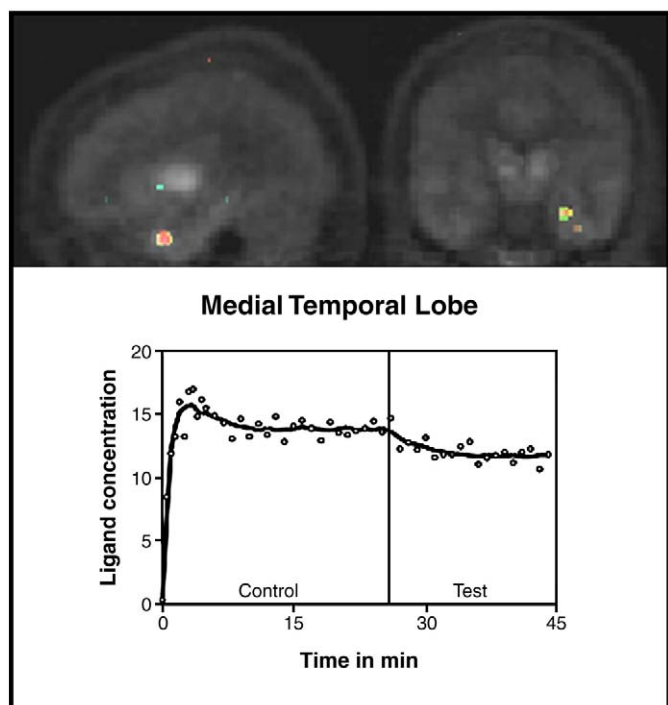 Medial Temporal Lobe
20
15
10
5
0
Ligand concentration
Control Test
0 15 30 45
Time in min